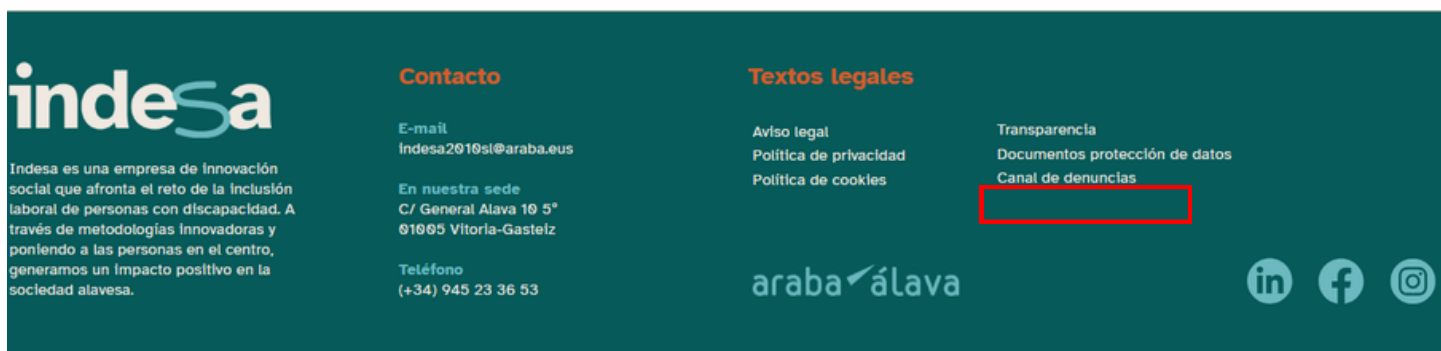 indesa
Indesa es una empresa de innovación
social que afronta el reto de la inclusión
laboral de personas con discapacidad. A
través de metodologías innovadoras y
poniendo a las personas en el centro,
generamos un impacto positivo en la
sociedad alavesa.
Contacto
E-mail
indesa2010sl@araba.eus
En nuestra sede
C/ General Alava 10 5°
01005 Vitoria-Gasteiz
Teléfono
(+34) 945 23 36 53
Textos legales
Aviso legal
Política de privacidad
Política de cookies
Transparencia
Documentos protección de datos
Canal de denuncias
araba álava
in
f